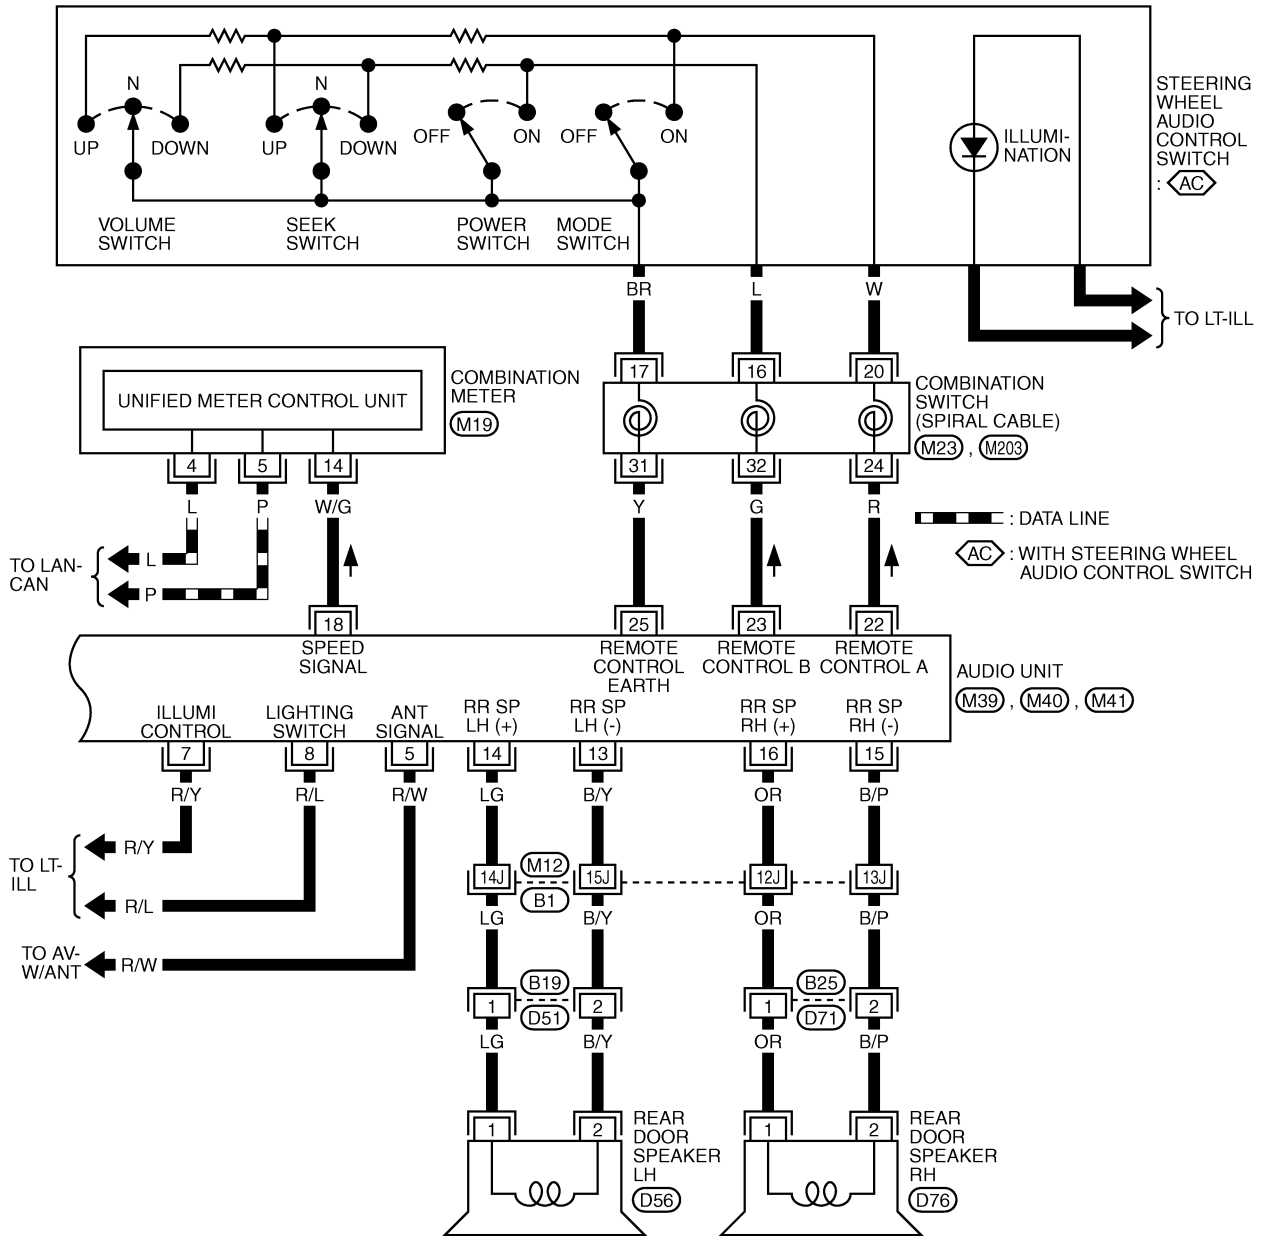 N
N
UP
DOWN
UP
DOWN
OFF
ON
OFF
ON
ILLUMI-
NATION
STEERING
WHEEL
AUDIO
CONTROL
SWITCH
: AC
VOLUME
SWITCH
SEEK
SWITCH
POWER
SWITCH
MODE
SWITCH
BR
L
W
TO LT-ILL
17
16
20
COMBINATION
SWITCH
(SPIRAL CABLE)
M23 , M203
UNIFIED METER CONTROL UNIT
COMBINATION
METER
M19
4
5
14
31
32
24
L
P
W/G
Y
G
R
: DATA LINE
AC : WITH STEERING WHEEL
AUDIO CONTROL SWITCH
TO LAN-
CAN
L
P
18
25
23
22
SPEED
SIGNAL
REMOTE
CONTROL
EARTH
REMOTE
CONTROL B
REMOTE
CONTROL A
AUDIO UNIT
M39 , M40 , M41
ILLUMI
CONTROL
LIGHTING
SWITCH
ANT
SIGNAL
RR SP
LH (+)
RR SP
LH (-)
RR SP
RH (+)
RR SP
RH (-)
7
8
5
14
13
16
15
R/Y
R/L
R/W
LG
B/Y
OR
B/P
TO LT-
ILL
R/Y
R/L
TO AV-
W/ANT
R/W
14J
M12
B1
15J
12J
13J
LG
B/Y
OR
B/P
1
B19
D51
2
1
B25
D71
2
LG
B/Y
OR
B/P
1
2
REAR
DOOR
SPEAKER
LH
D56
1
2
REAR
DOOR
SPEAKER
RH
D76